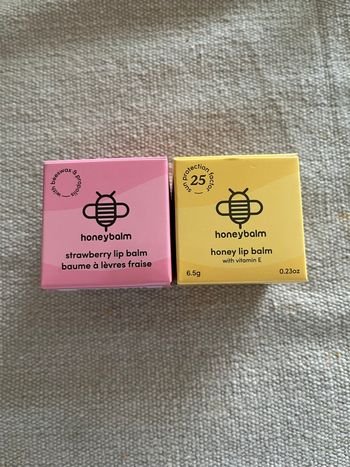 with beeswax & propolis
honeybalm
strawberry lip balm
baume à lèvres fraise
sun protection factor
25
honeybalm
honey lip balm
with vitamin E
6.5g
0.23oz